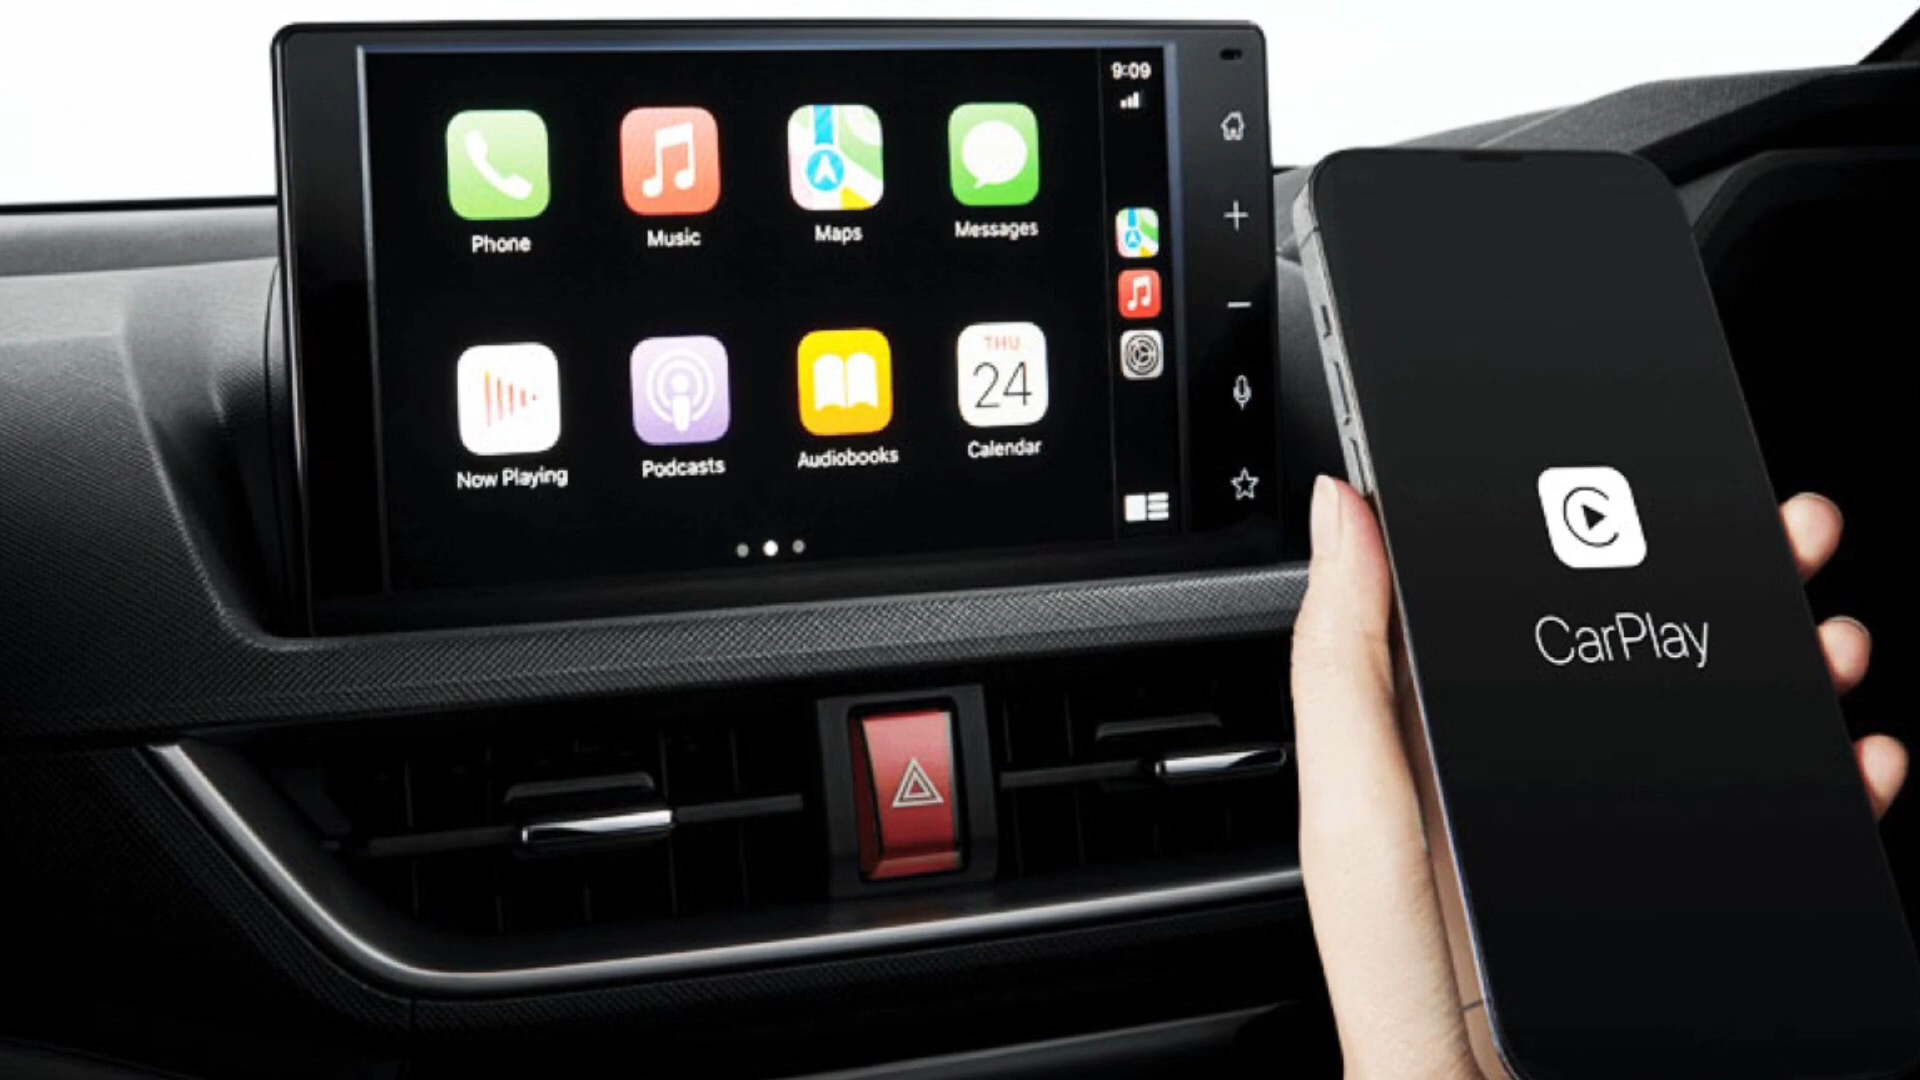 9:09
Phone
Music
Maps
Messages
THU
24
Now Playing
Podcasts
Audiobooks
Calendar
CarPlay